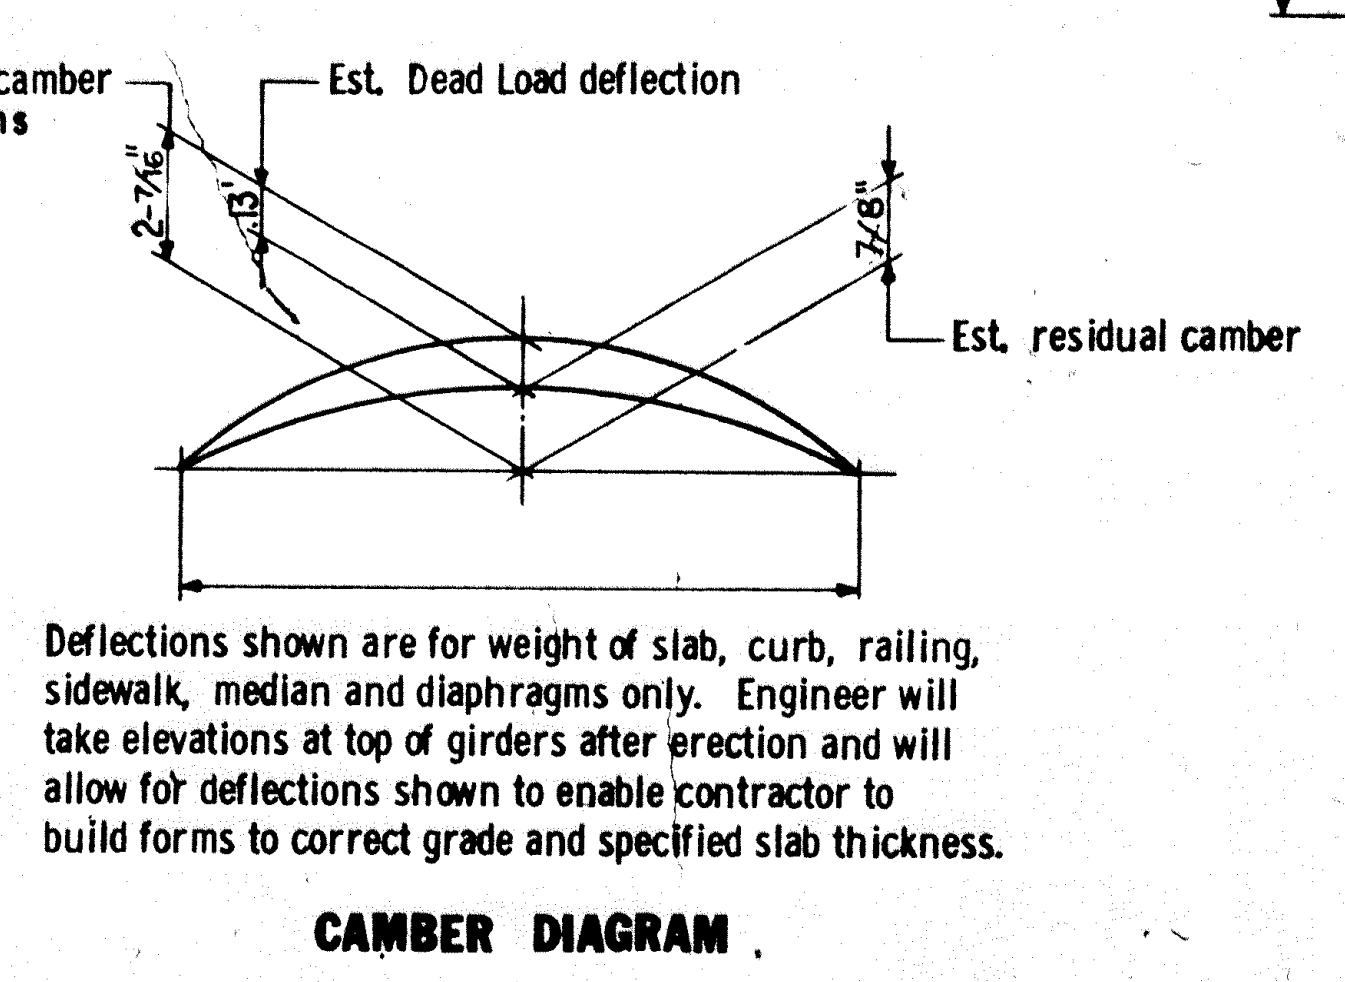 camber
Est. Dead Load deflection
2-7/16"
.13'
7/8"
Est. residual camber
Deflections shown are for weight of slab, curb, railing,
sidewalk, median and diaphragms only. Engineer will
take elevations at top of girders after erection and will
allow for deflections shown to enable contractor to
build forms to correct grade and specified slab thickness.
CAMBER DIAGRAM